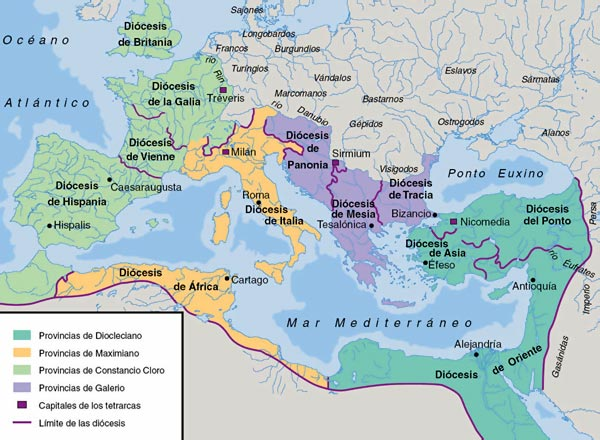 Sajones
Océano
Diócesis
de Britania
Longobardos
Francos
Burgundios
Turingios
Vándalos
Eslavos
Sármatas
río
Rin
Diócesis
de la Galia
Tréveris
Marcomanos
Bastarnos
Atlántico
río
Danubio
Gépidos
Ostrogodos
Alanos
Diócesis
de Vienne
Milán
Diócesis
de
Panonia
Sirmium
Visigodos
Diócesis
de Hispania
Caesaraugusta
Hispalis
Roma
Diócesis
de Italia
Diócesis
de Mesia
Diócesis
de Tracia
Ponto Euxino
Bizancio
Tesalónica
Nicomedia
Diócesis
del Ponto
Diócesis
de Asia
Éfeso
río
Éufrates
Persa
Imperio
Gasánidas
Diócesis
de África
Cartago
Antioquía
Mar Mediterráneo
Alejandría
Diócesis
de Oriente
Provincias de Diocleciano
Provincias de Maximiano
Provincias de Constancio Cloro
Provincias de Galerio
Capitales de los tetrarcas
Límite de las diócesis